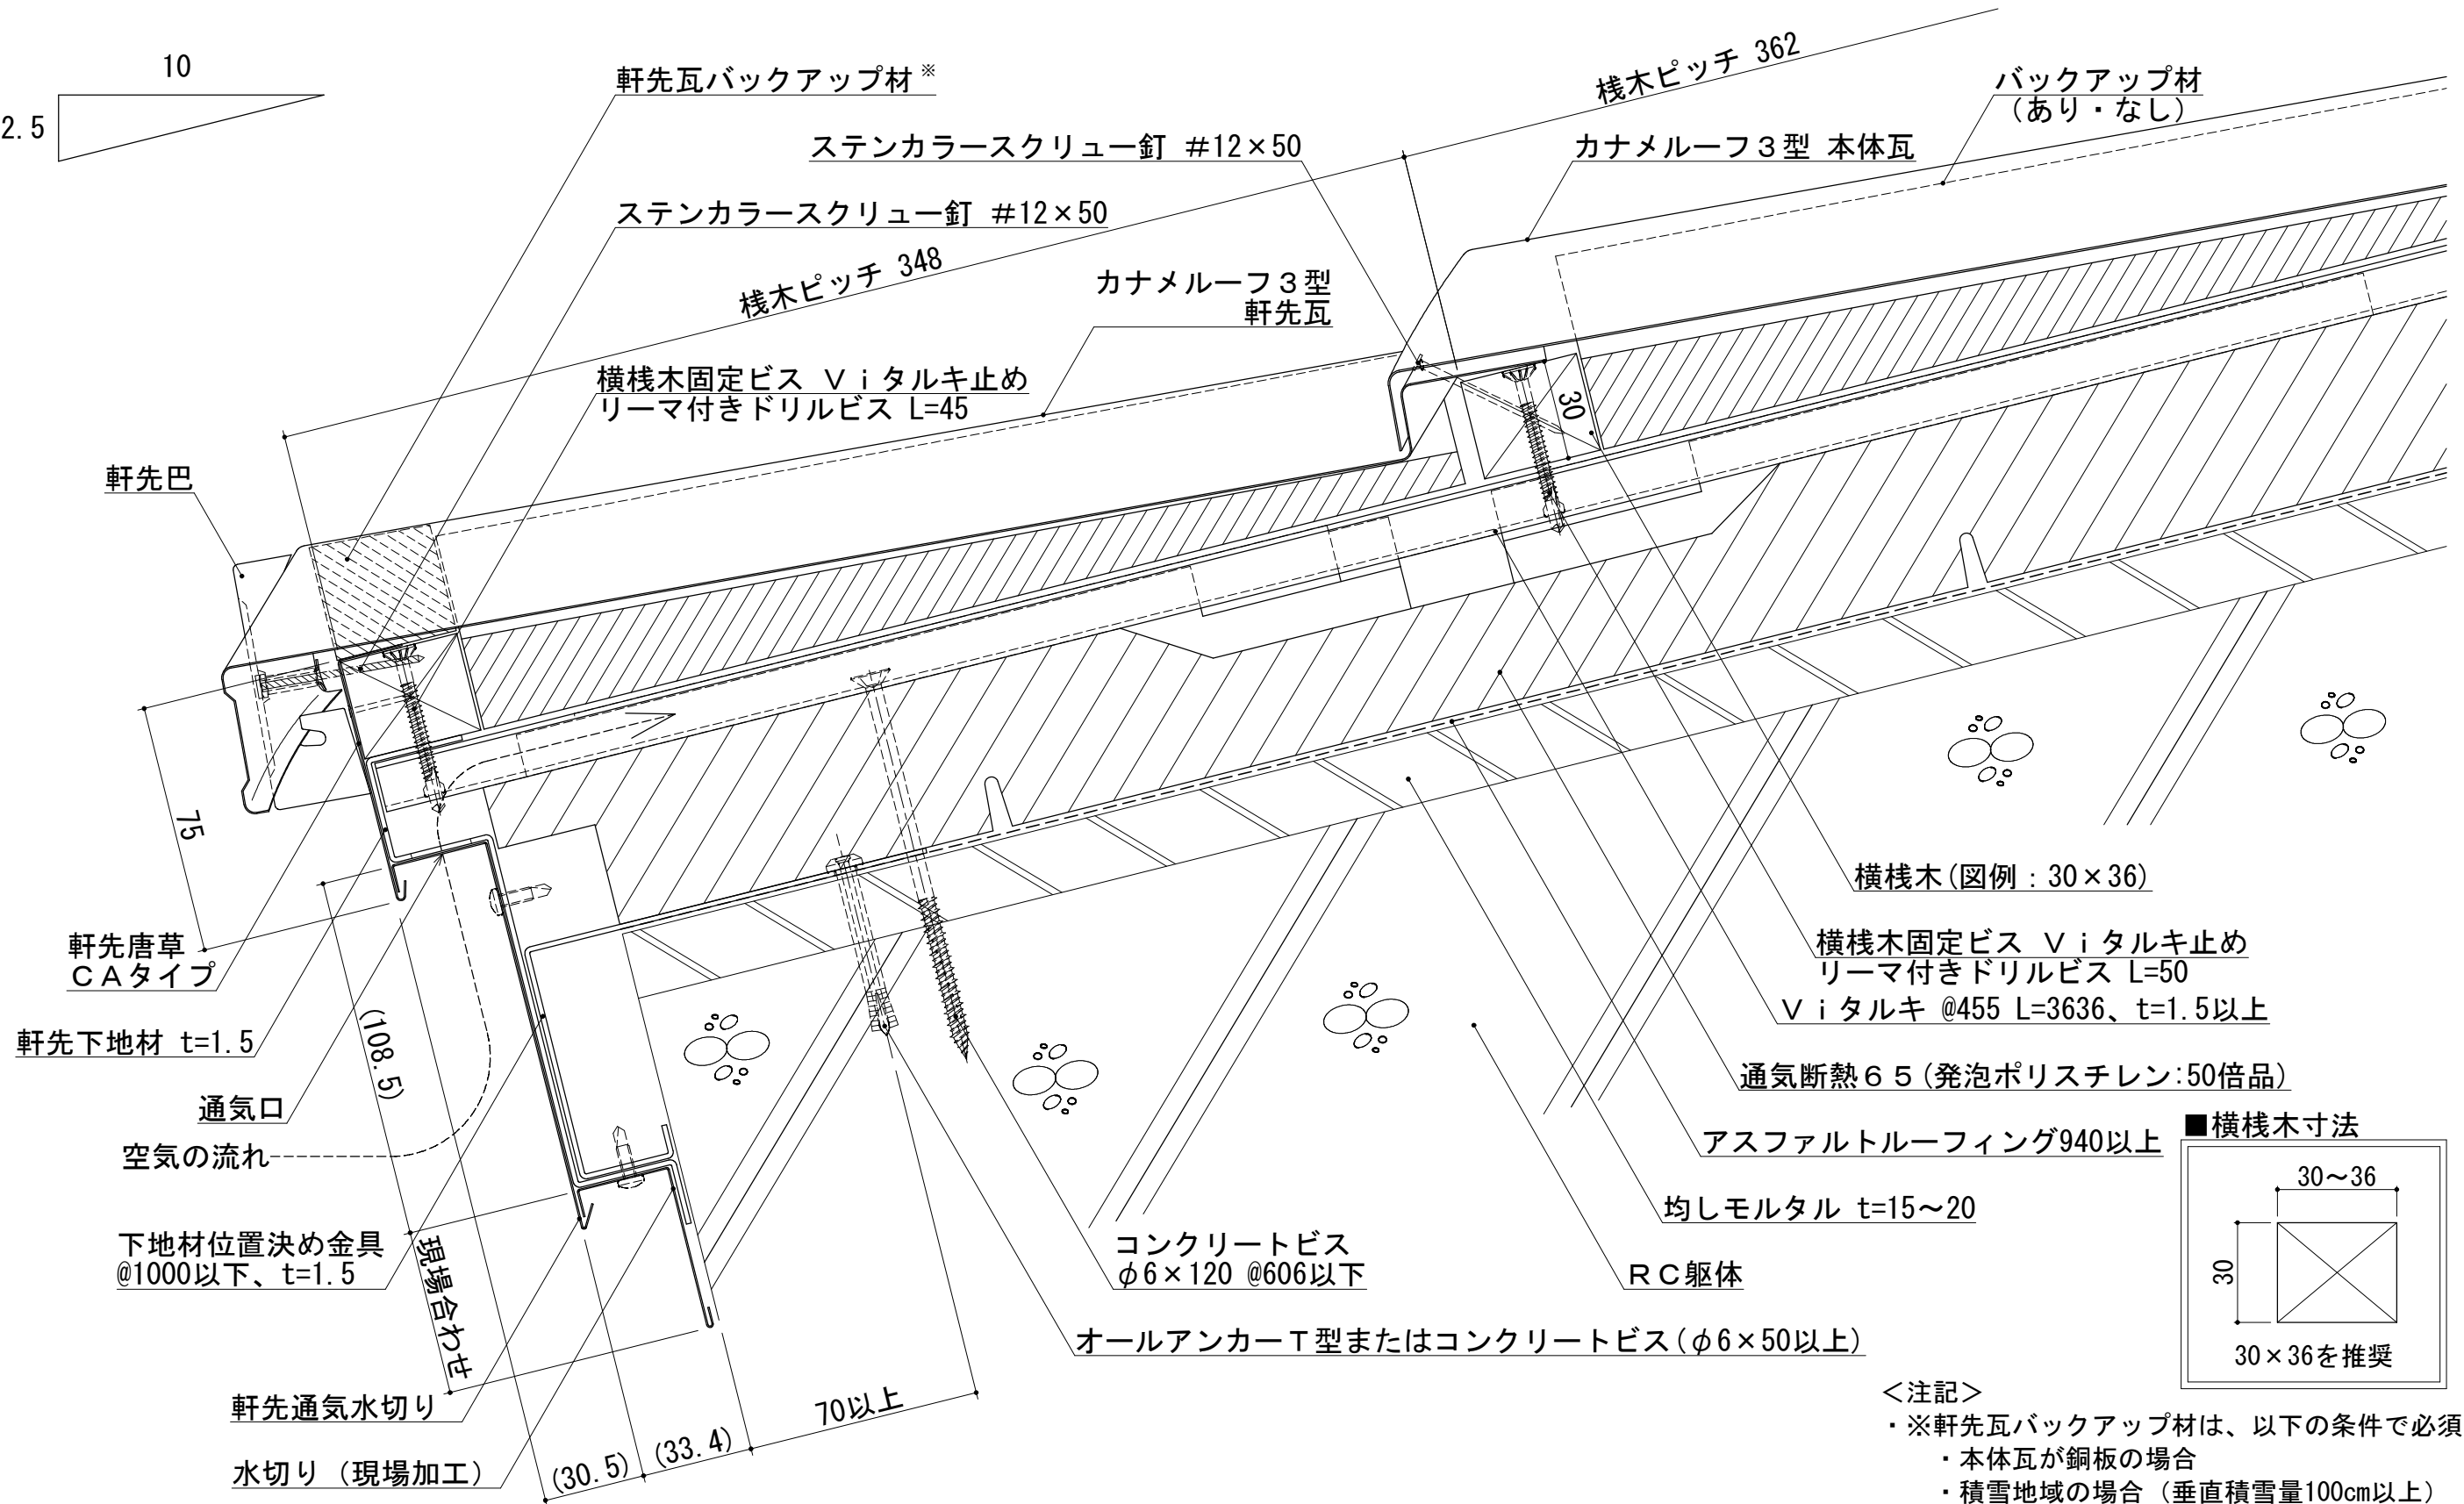 10
2.5
軒先瓦バックアップ材※
ステンカラースクリュー釘 #12×50
ステンカラースクリュー釘 #12×50
桟木ピッチ 362
バックアップ材
（あり・なし）
カナメルーフ３型 本体瓦
桟木ピッチ 348
カナメルーフ３型
軒先瓦
横桟木固定ビス Ｖｉタルキ止め
リーマ付きドリルビス L=45
30
軒先巴
75
軒先唐草
ＣＡタイプ
軒先下地材 t=1.5
(108.5)
通気口
空気の流れ
下地材位置決め金具
@1000以下、t=1.5
現場合わせ
軒先通気水切り
水切り（現場加工）
(30.5)
(33.4)
70以上
横桟木(図例：30×36)
横桟木固定ビス Ｖｉタルキ止め
リーマ付きドリルビス L=50
Ｖｉタルキ @455 L=3636、t=1.5以上
通気断熱６５(発泡ポリスチレン:50倍品)
アスファルトルーフィング940以上
均しモルタル t=15～20
ＲＣ躯体
コンクリートビス
φ6×120 @606以下
オールアンカーＴ型またはコンクリートビス(φ6×50以上)
■横桟木寸法
30～36
30
30×36を推奨
＜注記＞
・※軒先瓦バックアップ材は、以下の条件で必須
・本体瓦が銅板の場合
・積雪地域の場合（垂直積雪量100cm以上）